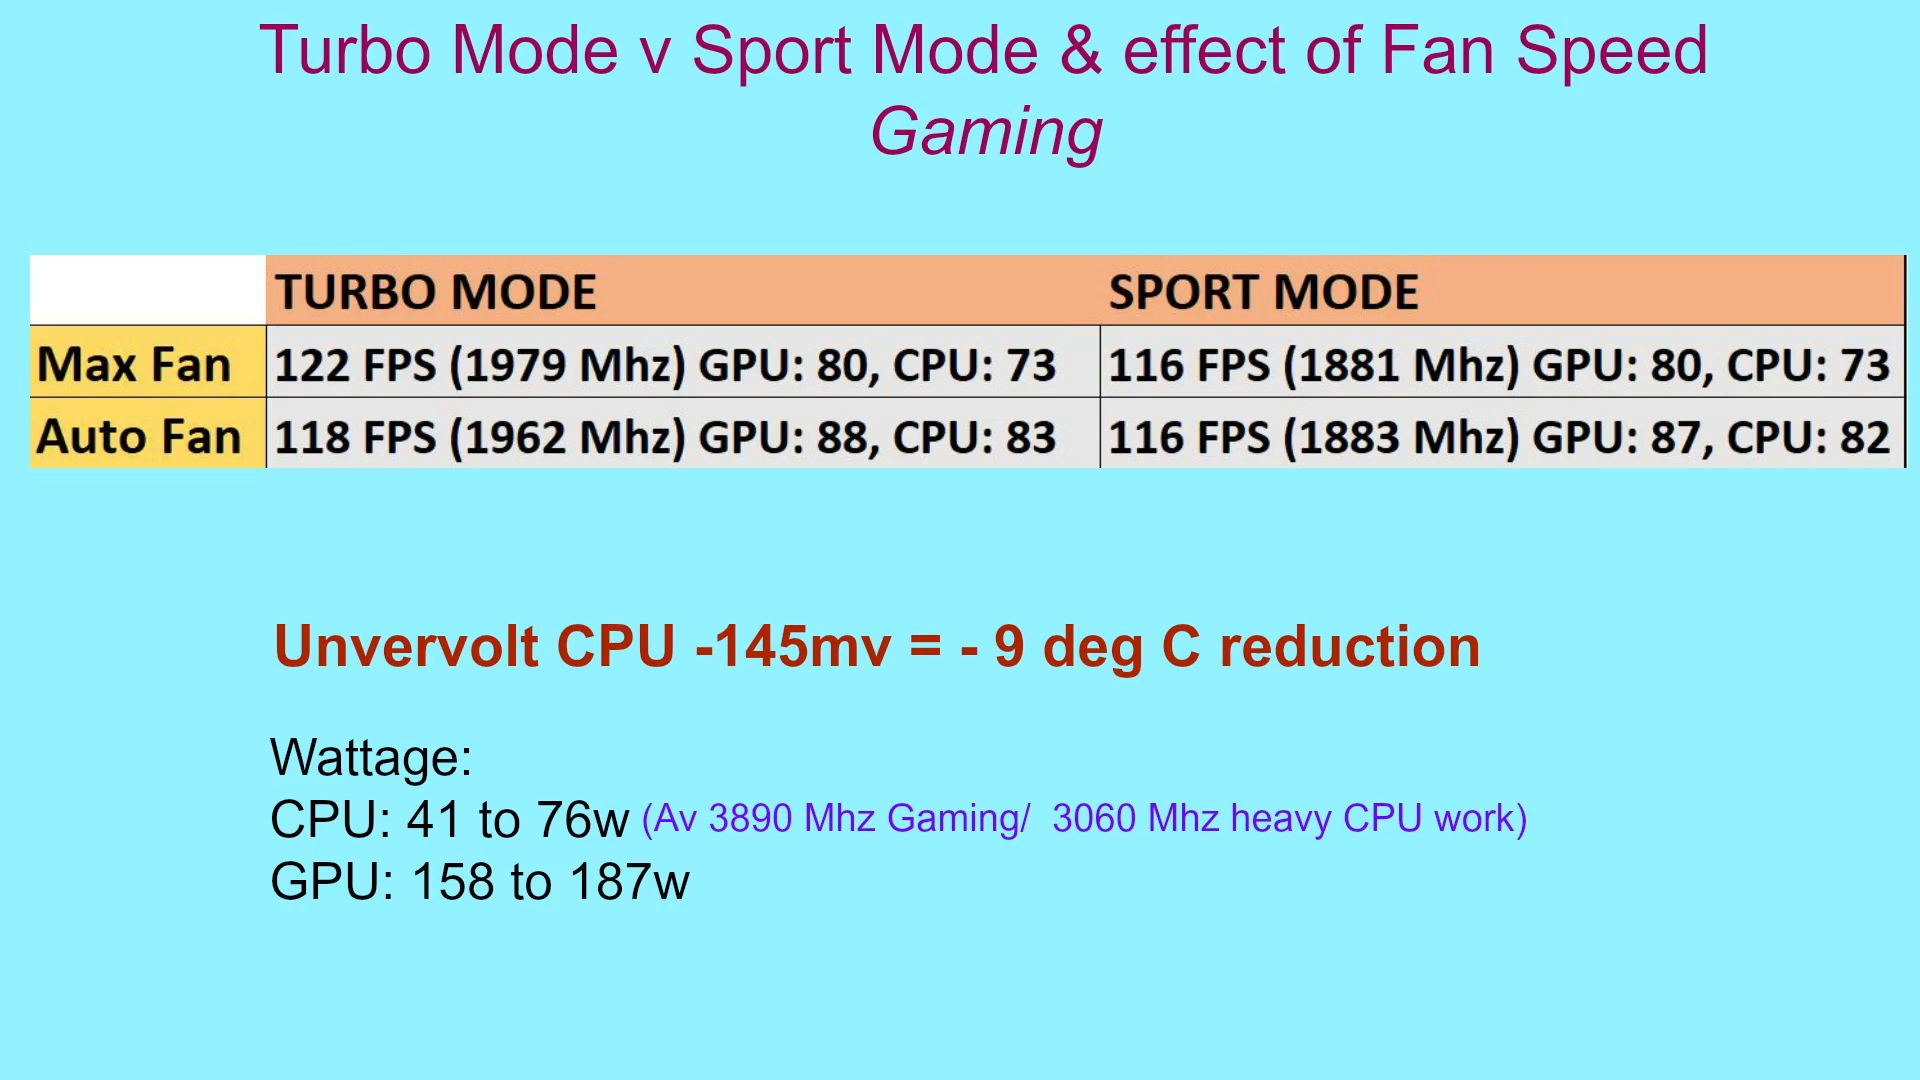 Turbo Mode v Sport Mode & effect of Fan Speed
Gaming
TURBO MODE SPORT MODE
Max Fan 122 FPS (1979 Mhz) GPU: 80, CPU: 73 116 FPS (1881 Mhz) GPU: 80, CPU: 73
Auto Fan 118 FPS (1962 Mhz) GPU: 88, CPU: 83 116 FPS (1883 Mhz) GPU: 87, CPU: 82
Unvervolt CPU -145mv = - 9 deg C reduction
Wattage:
CPU: 41 to 76w (Av 3890 Mhz Gaming/ 3060 Mhz heavy CPU work)
GPU: 158 to 187w